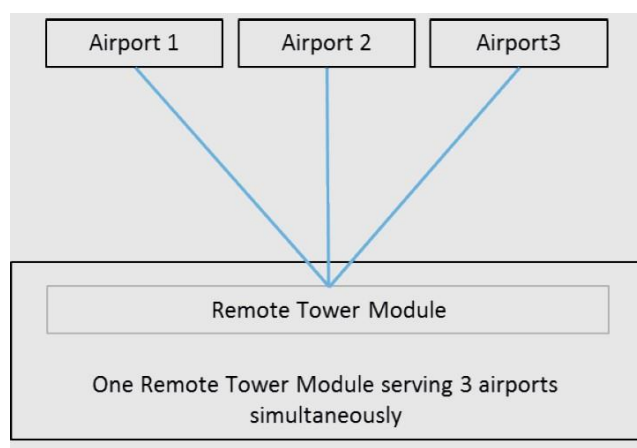 Airport 1
Airport 2
Airport3
Remote Tower Module
One Remote Tower Module serving 3 airports
simultaneously